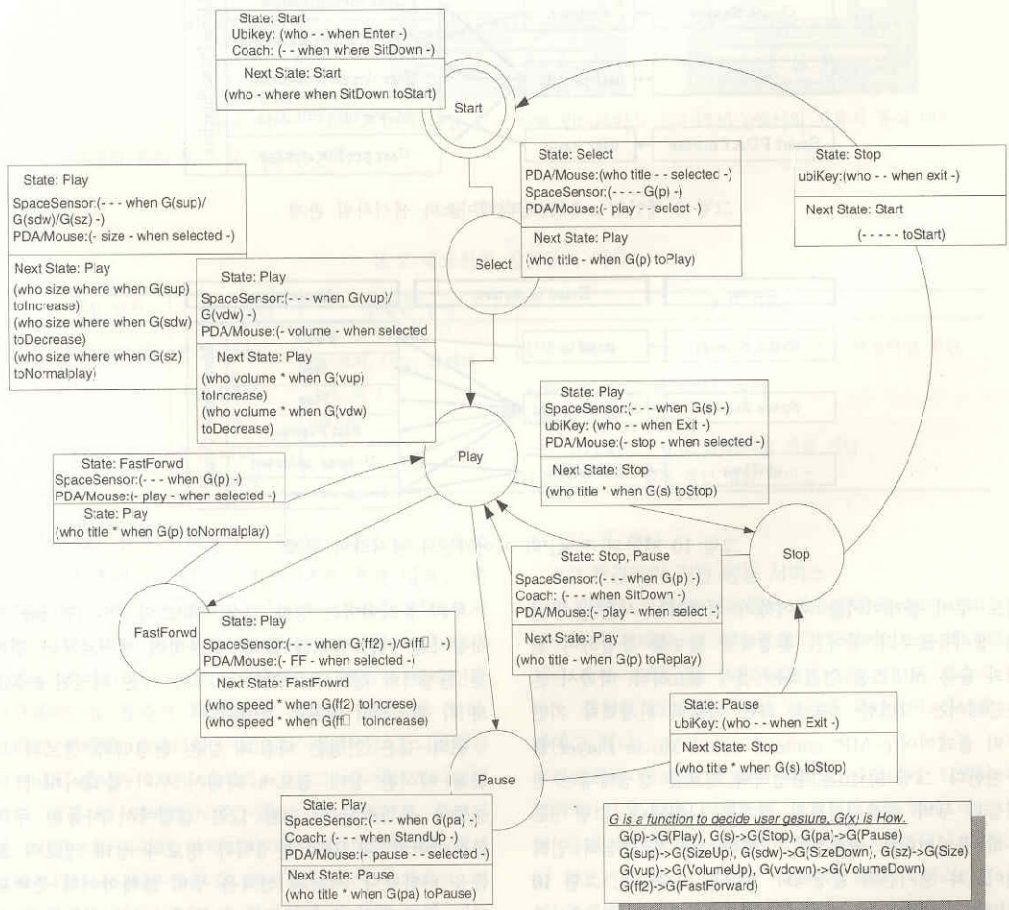 State: Start
Ubikey: (who - - when Enter -)
Coach: (- - when where SitDown -)
Next State: Start
(who - where when SitDown toStart)
Start
State: Select
PDA/Mouse:(who title - - selected -)
SpaceSensor:(- - - - G(p) -)
PDA/Mouse:(- play - - select -)
Next State: Play
(who title - when G(p) toPlay)
State: Stop
ubiKey:(who - - when exit -)
Next State: Start
(- - - - - toStart)
Select
State: Play
SpaceSensor:(- - - when G(sup)/
G(sdw)/G(sz) -)
PDA/Mouse:(- size - when selected -)
Next State: Play
(who size where when G(sup)
toIncrease)
(who size where when G(sdw)
toDecrease)
(who size where when G(sz)
toNormalplay)
State: Play
SpaceSensor:(- - - when G(vup)/
G(vdw) -)
PDA/Mouse:(- volume - when selected
Next State: Play
(who volume * when G(vup)
toIncrease)
(who volume * when G(vdw)
toDecrease)
Play
State: Play
SpaceSensor:(- - - when G(s) -)
ubiKey: (who - - when Exit -)
PDA/Mouse:(- stop - when selected -)
Next State: Stop
(who title * when G(s) toStop)
State: FastForwd
SpaceSensor:(- - - when G(p) -)
PDA/Mouse:(- play - when selected -)
State: Play
(who title * when G(p) toNormalplay)
Stop
State: Stop, Pause
SpaceSensor:(- - - when G(p) -)
Coach: (- - - when SitDown -)
PDA/Mouse:(- play - when select -)
Next State: Play
(who title - when G(p) toReplay)
FastForwd
State: Play
SpaceSensor:(- - - when G(ff2) -)/G(ff□ -)
PDA/Mouse:(- FF - when selected -)
Next State: FastFowrd
(who speed * when G(ff2) toIncrese)
(who speed * when G(ff□ toIncrease)
State: Pause
ubiKey: (who - - when Exit -)
Next State: Stop
(who title * when G(s) toStop)
Pause
State: Play
SpaceSensor:(- - - when G(pa) -)
Coach: (- - - when StandUp -)
PDA/Mouse:(- pause - - selected -)
Next State: Pause
(who title * when G(pa) toPause)
G is a function to decide user gesture, G(x) is How.
G(p)->G(Play), G(s)->G(Stop), G(pa)->G(Pause)
G(sup)->G(SizeUp), G(sdw)->G(SizeDown), G(sz)->G(Size)
G(vup)->G(VolumeUp), G(vdown)->G(VolumeDown)
G(ff2)->G(FastForward)